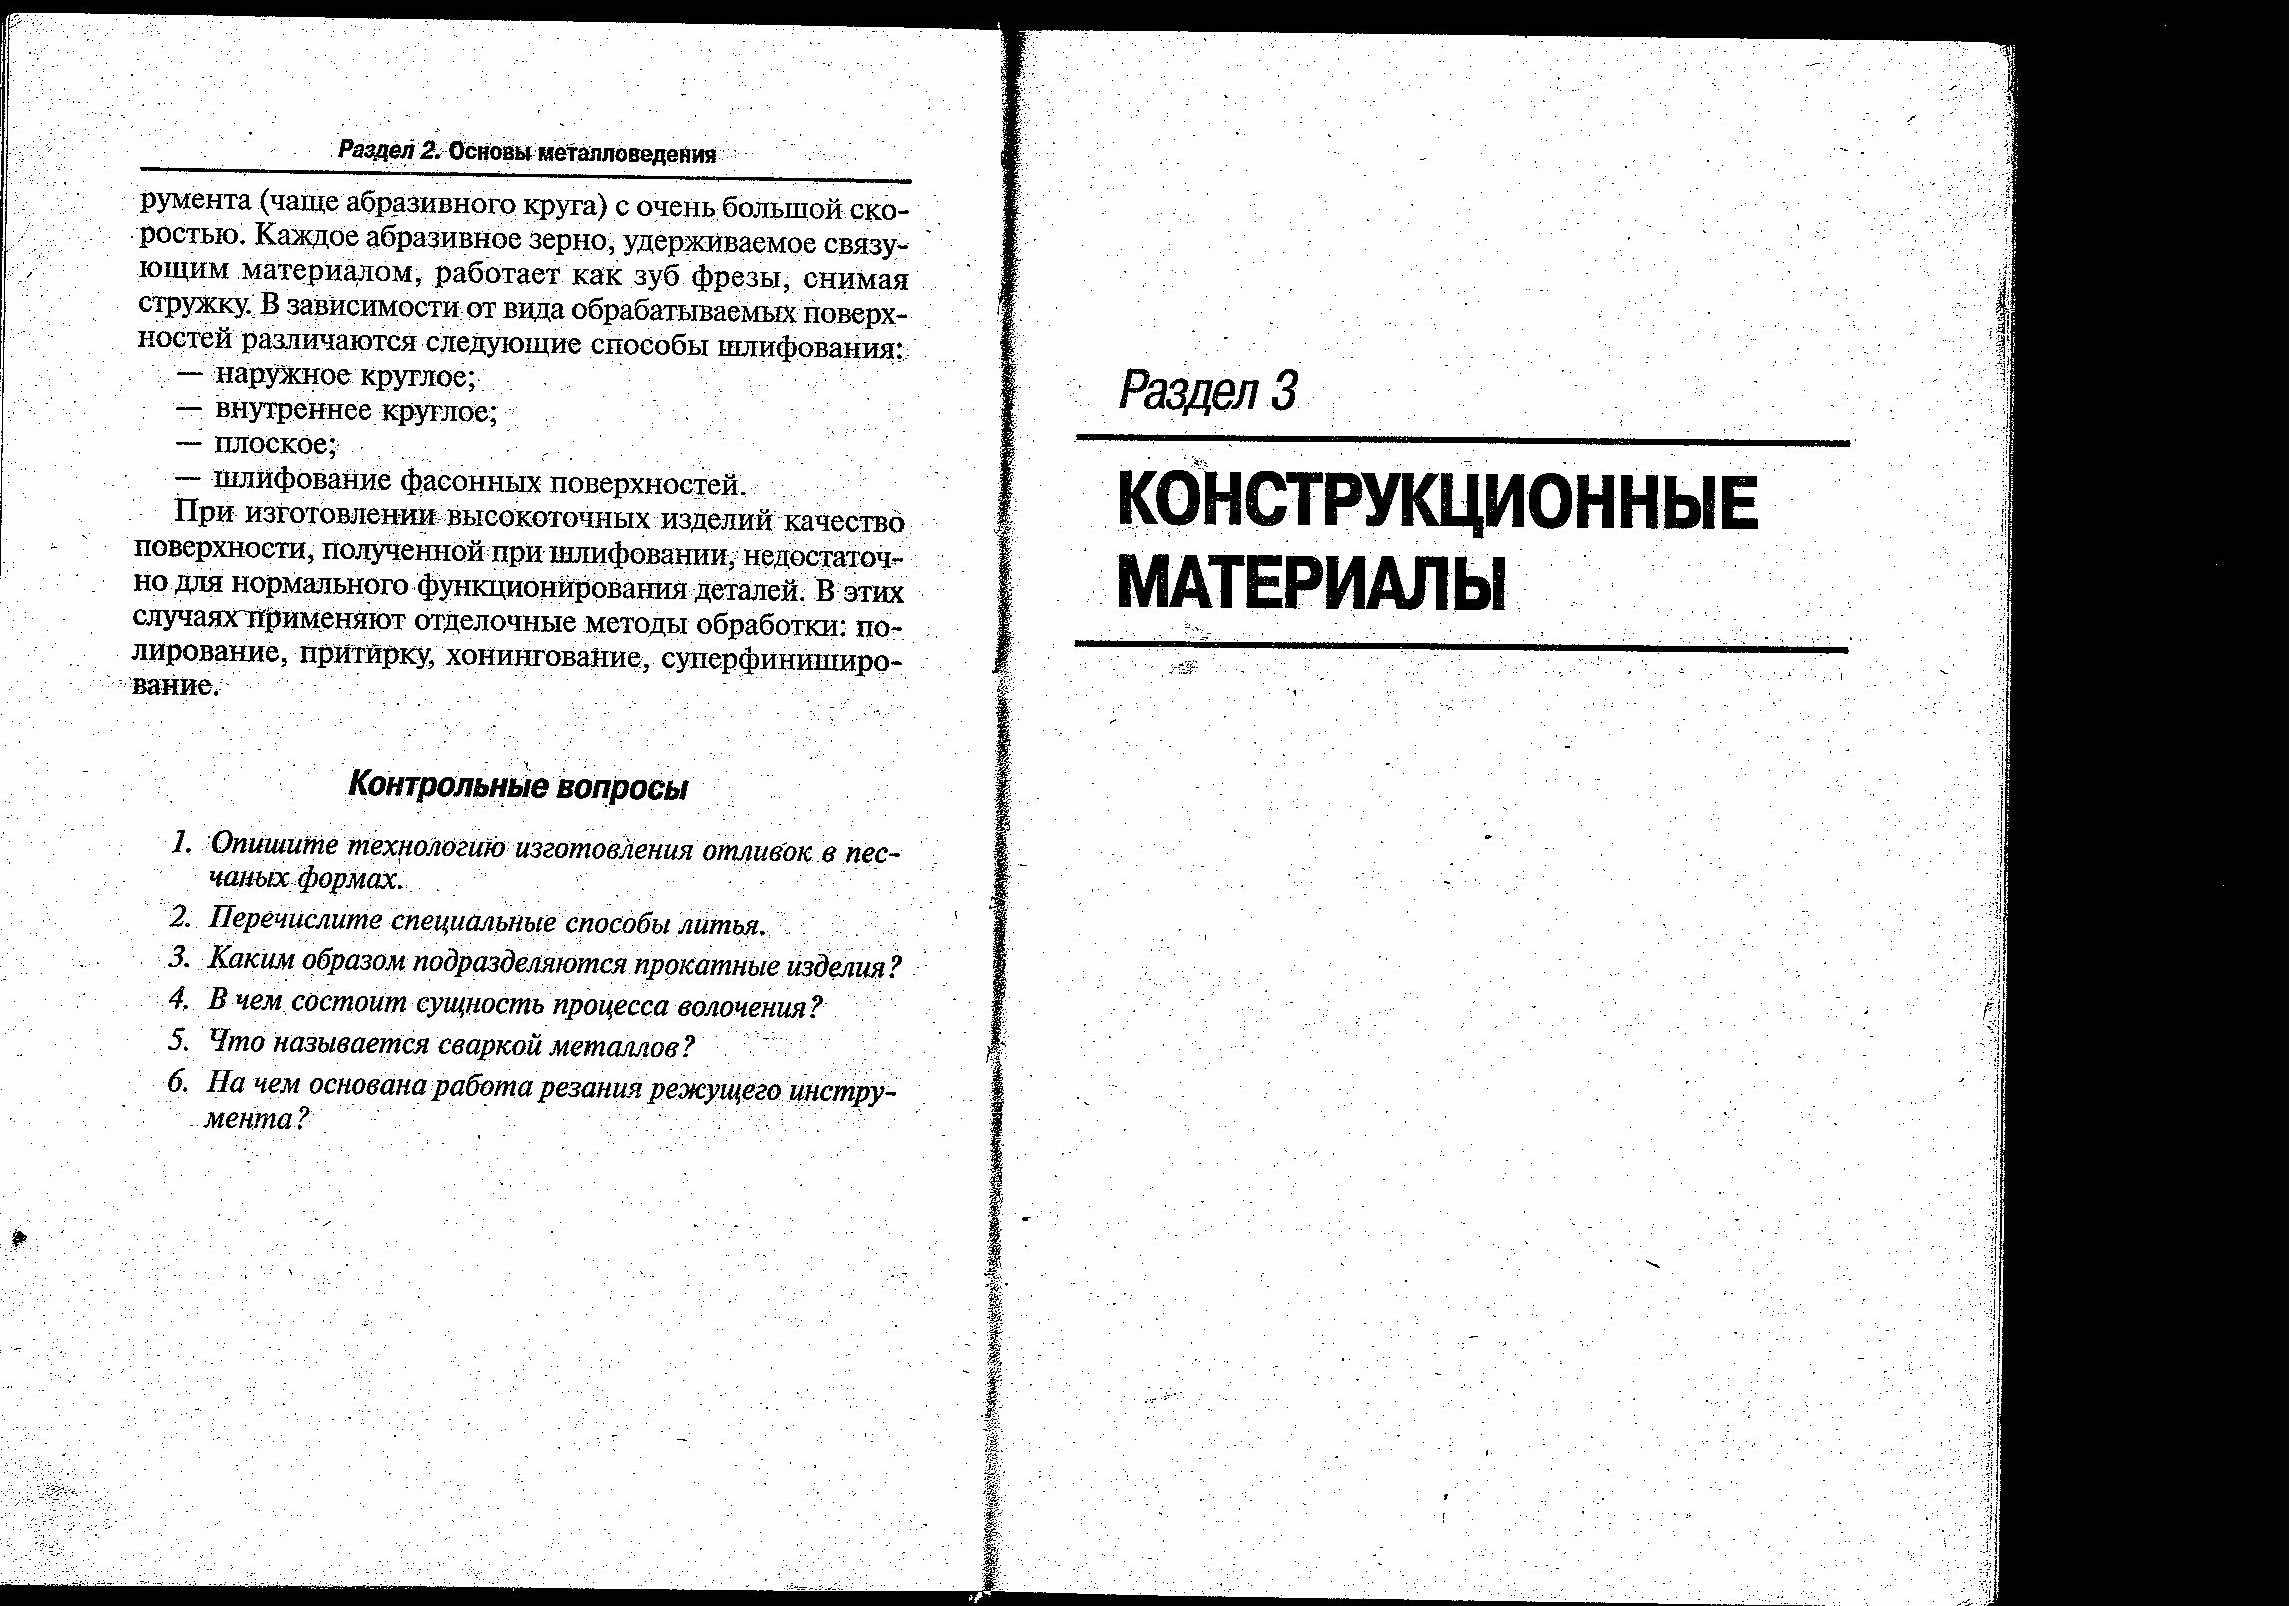 Раздел 2. Основы металловедения
румента (чаще абразивного круга) с очень большой ско-
ростью. Каждое абразивное зерно, удерживаемое связу-
ющим материалом, работает как зуб фрезы, снимая
стружку. В зависимости от вида обрабатываемых поверх-
ностей различаются следующие способы шлифования:
— наружное круглое;
— внутреннее круглое;
— плоское;
— шлифование фасонных поверхностей.
При изготовлении высокоточных изделий качество
поверхности, полученной при шлифовании, недостаточ-
но для нормального функционирования деталей. В этих
случаях применяют отделочные методы обработки: по-
лирование, притирку, хонингование, суперфиниширо-
вание.
Контрольные вопросы
1. Опишите технологию изготовления отливок в пес-
чаных формах.
2. Перечислите специальные способы литья.
3. Каким образом подразделяются прокатные изделия?
4. В чем состоит сущность процесса волочения?
5. Что называется сваркой металлов?
6. На чем основана работа резания режущего инстру-
мента?
Раздел 3
КОНСТРУКЦИОННЫЕ
МАТЕРИАЛЫ